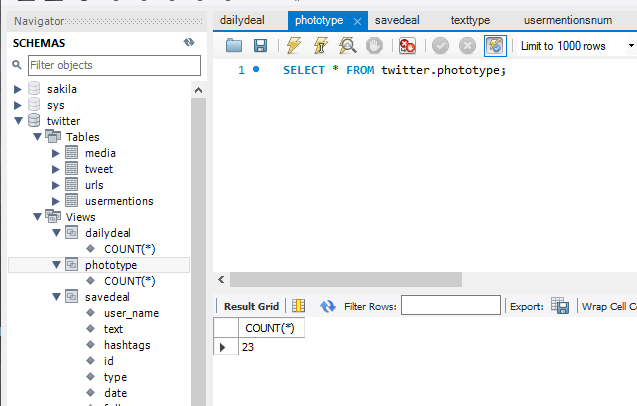 Navigator
SCHEMAS
Filter objects
sakila
sys
twitter
Tables
media
tweet
urls
usermentions
Views
dailydeal
COUNT(*)
phototype
COUNT(*)
savedeal
user_name
text
hashtags
id
type
date
dailydeal
phototype
savedeal
texttype
usermentionsnum
Limit to 1000 rows
1
SELECT * FROM twitter.phototype;
Result Grid
Filter Rows:
Export:
Wrap Cell Co
COUNT(*)
23